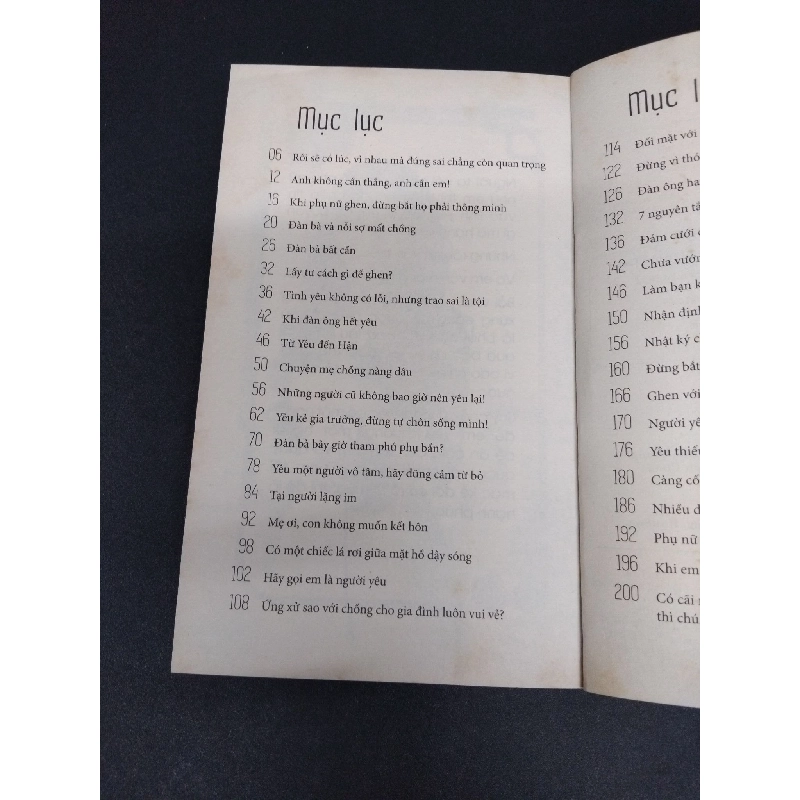 Mục lục
06 Rồi sẽ có lúc, vì nhau mà đúng sai chẳng còn quan trọng
12 Anh không cần thắng, anh cần em!
16 Khi phụ nữ ghen, đừng bắt họ phải thông minh
20 Đàn bà và nỗi sợ mất chồng
25 Đàn bà bất cần
32 Lấy tư cách gì để ghen?
36 Tình yêu không có lỗi, nhưng trao sai là tội
42 Khi đàn ông hết yêu
46 Từ Yêu đến Hận
50 Chuyện mẹ chồng nàng dâu
56 Những người cũ không bao giờ nên yêu lại!
62 Yêu kẻ gia trưởng, đừng tự chôn sống mình!
70 Đàn bà bây giờ tham phú phụ bần?
78 Yêu một người vô tâm, hãy dũng cảm từ bỏ
84 Tại người lặng im
92 Mẹ ơi, con không muốn kết hôn
98 Có một chiếc lá rơi giữa mặt hồ dậy sóng
102 Hãy gọi em là người yêu
108 Ứng xử sao với chồng cho gia đình luôn vui vẻ?
Mục
114 Đối mặt với
122 Đừng vì
126 Đàn ông
132 7 nguyên
136 Đám cưới
142 Chưa
146 Làm bạn
150 Nhận định
156 Nhật ký
160 Đừng bắt
166 Ghen với
170 Người
176 Yêu
180 Càng
186 Nhiều
192 Phụ nữ
196 Khi em
200 Có cãi
thì